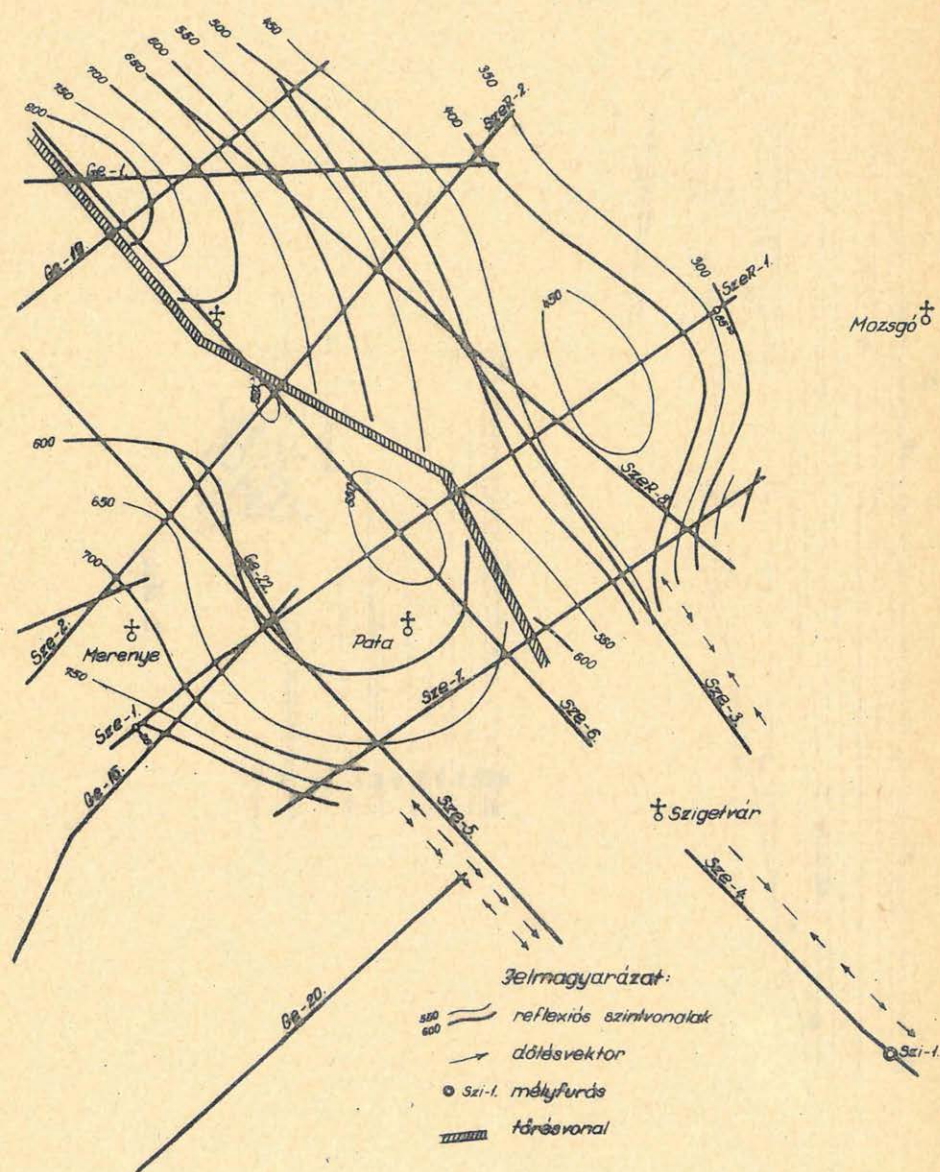 450
500
550
600
650
700
750
800
350
400
SzeR-2.
Ge-1.
Ge-19.
300
SzeR-1.
450
Mozsgó
600
650
700
SzeR-8.
Ge-22.
Sze-2.
Merenye
Pata
550
600
750
Sze-1.
Sze-7.
Sze-6.
Sze-3.
Ge-15.
Sze-5.
Szigetvár
Sze-4.
Ge-20.
Jelmagyarázat:
550
600 reflexiós szintvonalak
dőlésvektor
Szi-1. mélyfurás
törésvonal
Szi-1.